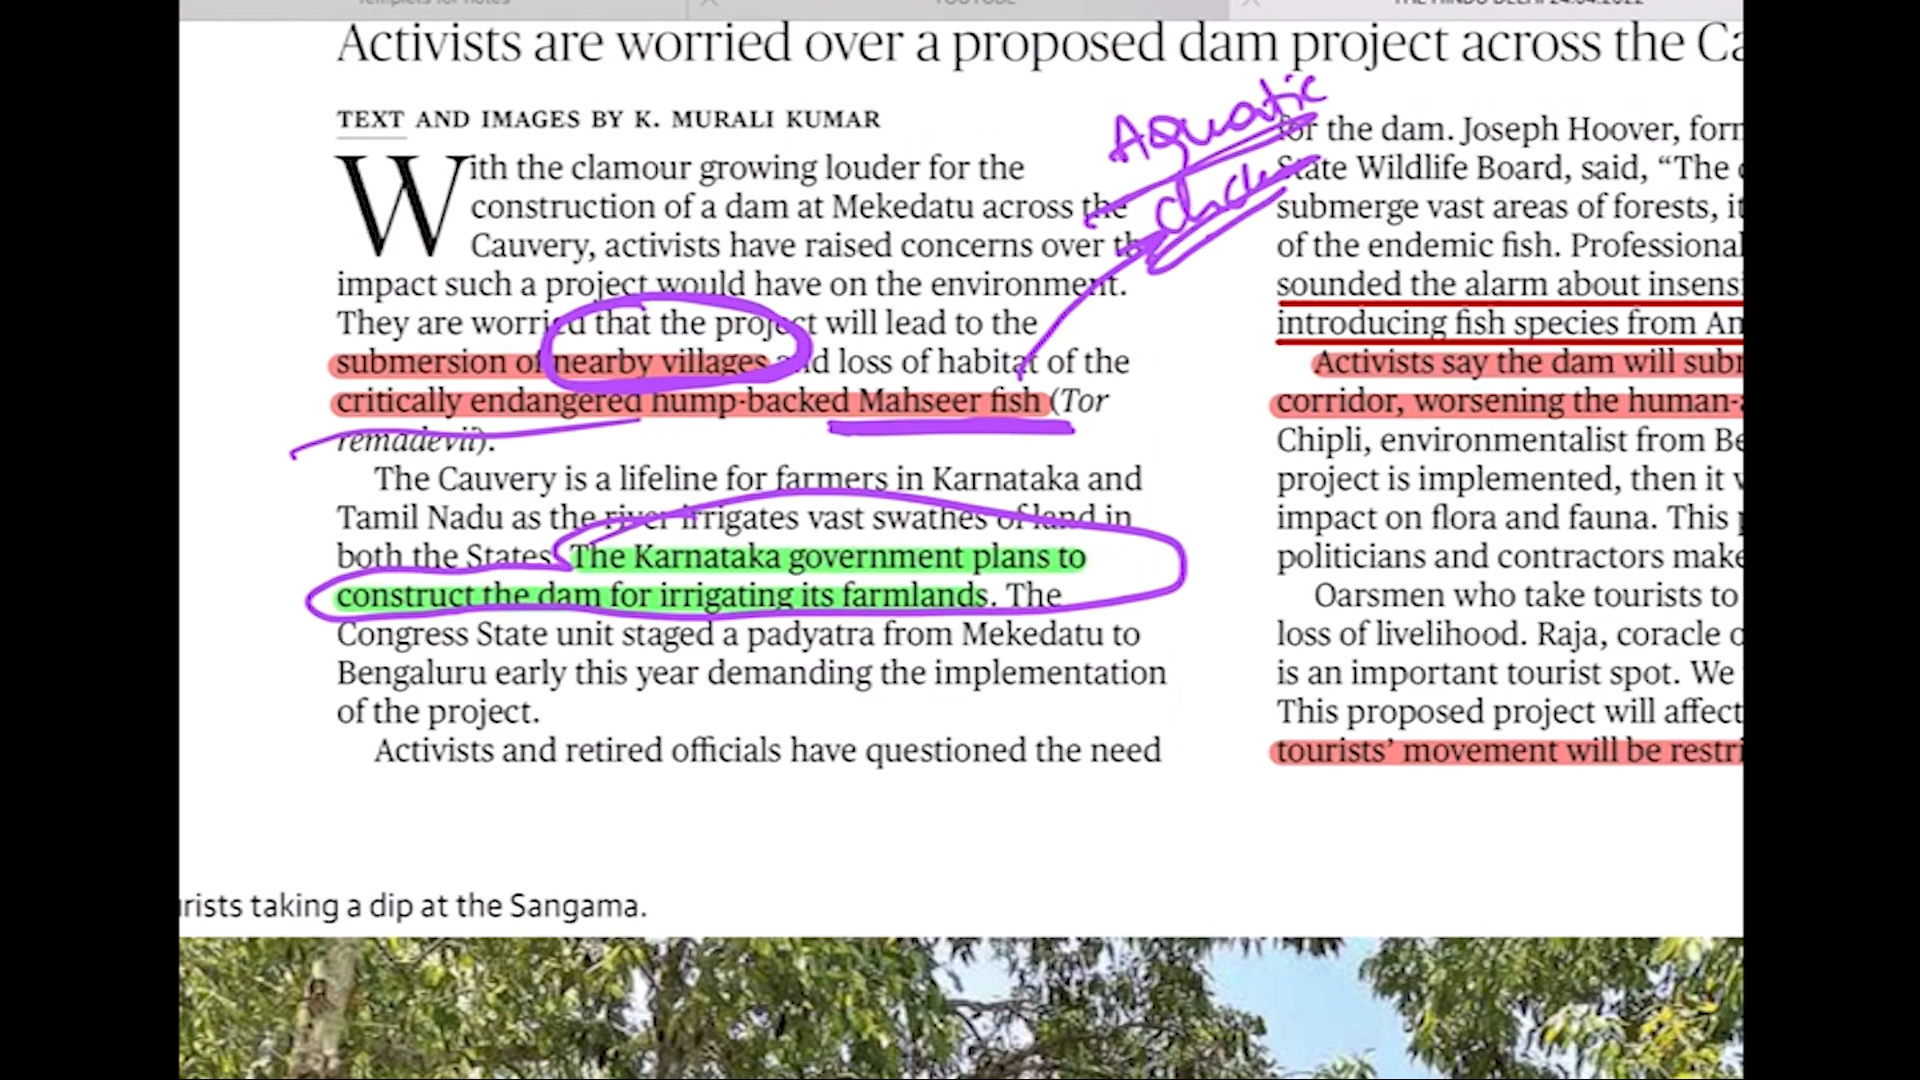 Activists are worried over a proposed dam project across the
TEXT AND IMAGES BY K. MURALI KUMAR
With the clamour growing louder for the
construction of a dam at Mekedatu across the
Cauvery, activists have raised concerns over the
impact such a project would have on the environment.
They are worried that the project will lead to the
submersion of nearby villages and loss of habitat of the
critically endangered hump-backed Mahseer fish (Tor
remadevii).
The Cauvery is a lifeline for farmers in Karnataka and
Tamil Nadu as the river irrigates vast swathes of land in
both the States. The Karnataka government plans to
construct the dam for irrigating its farmlands. The
Congress State unit staged a padyatra from Mekedatu to
Bengaluru early this year demanding the implementation
of the project.
Activists and retired officials have questioned the need
Aquatic
for the dam. Joseph Hoover,
State Wildlife Board, said, “The
submerge vast areas of forests,
of the endemic fish. Professional
sounded the alarm about
introducing fish species from
Activists say the dam will
corridor, worsening the human-
Chipli, environmentalist from
project is implemented, then it
impact on flora and fauna. This
politicians and contractors make
Oarsmen who take tourists to
loss of livelihood. Raja, coracle
is an important tourist spot. We
This proposed project will affect
tourists’ movement will be
taking a dip at the Sangama.